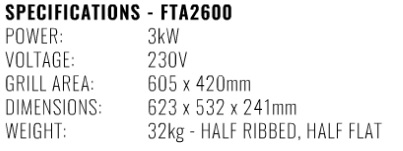 SPECIFICATIONS - FTA2600
POWER: 3kW
VOLTAGE: 230V
GRILL AREA: 605 x 420mm
DIMENSIONS: 623 x 532 x 241mm
WEIGHT: 32kg - HALF RIBBED, HALF FLAT